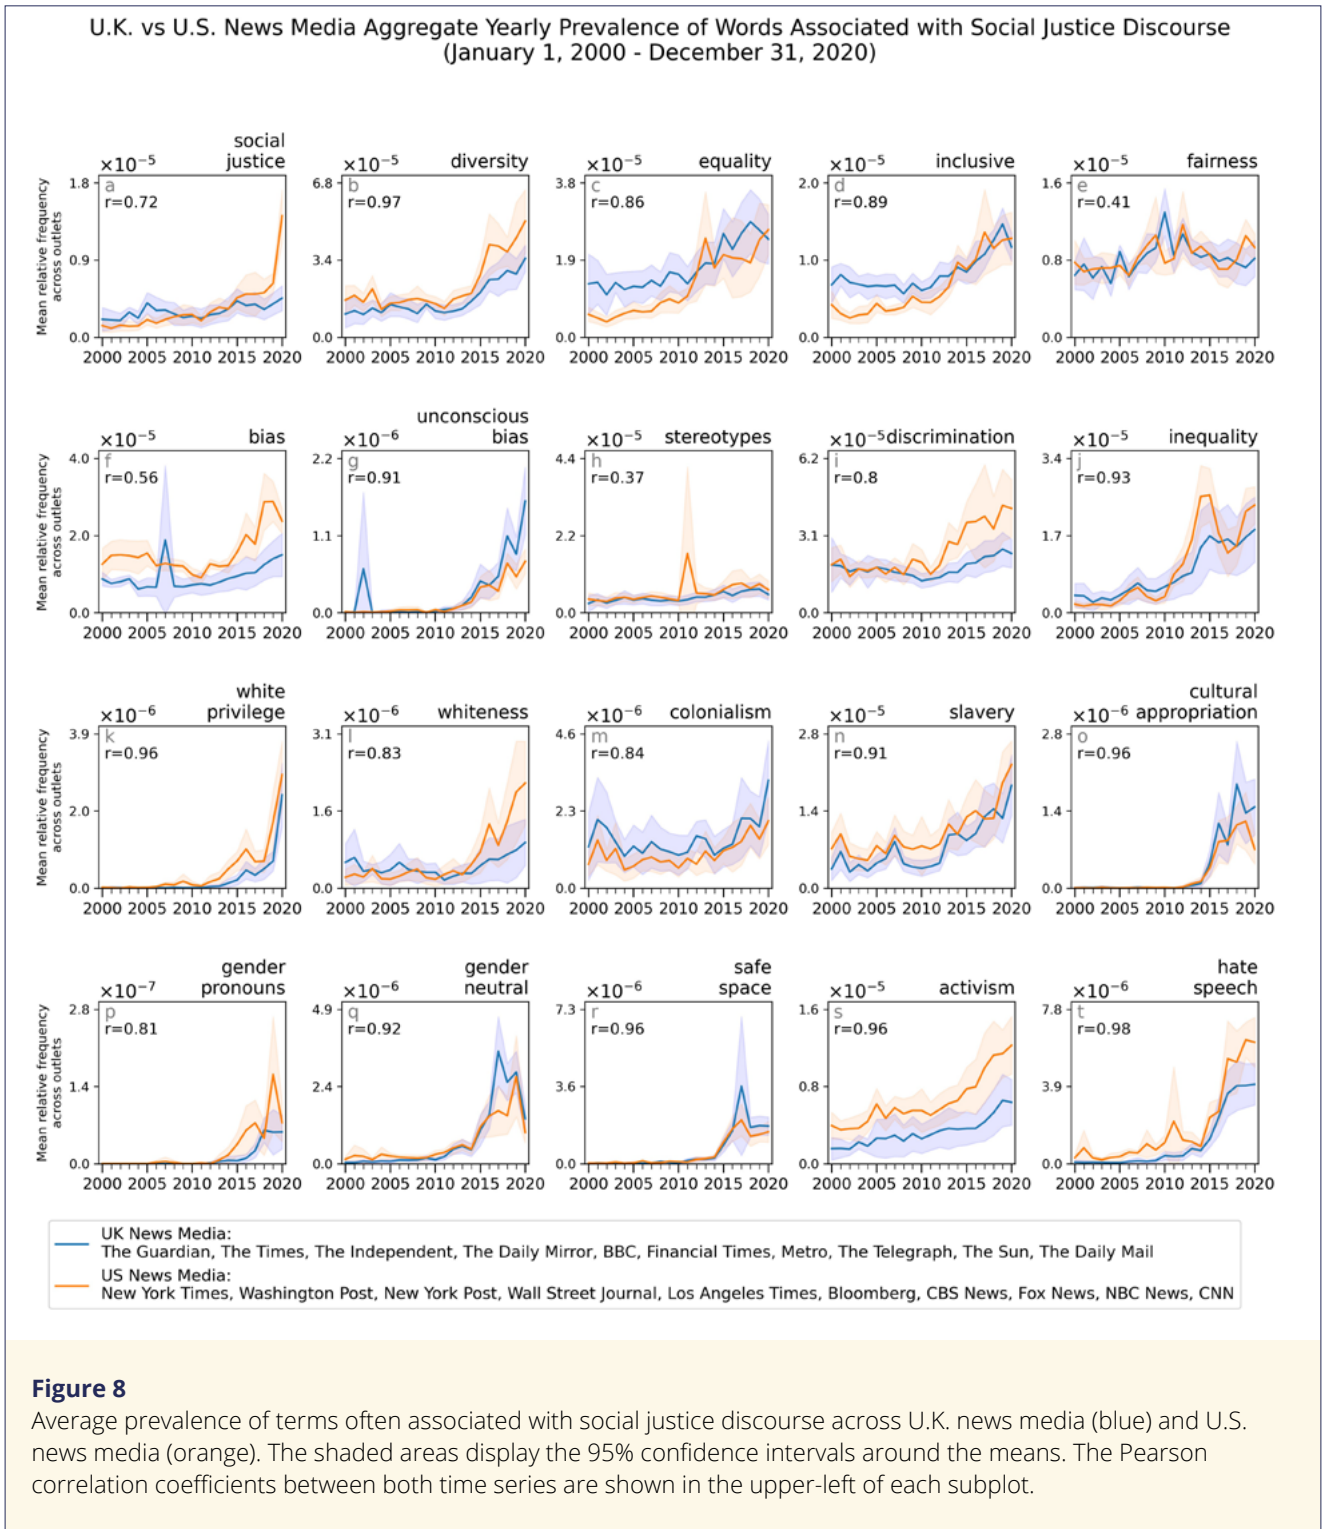 U.K. vs U.S. News Media Aggregate Yearly Prevalence of Words Associated with Social Justice Discourse
(January 1, 2000 - December 31, 2020)
social
justice
×10⁻⁵
a
r=0.72
1.8
0.9
0.0
2000 2005 2010 2015 2020
Mean relative frequency
across outlets
×10⁻⁵ diversity
b
r=0.97
6.8
3.4
0.0
2000 2005 2010 2015 2020
×10⁻⁵ equality
c
r=0.86
3.8
1.9
0.0
2000 2005 2010 2015 2020
×10⁻⁵ inclusive
d
r=0.89
2.0
1.0
0.0
2000 2005 2010 2015 2020
×10⁻⁵ fairness
e
r=0.41
1.6
0.8
0.0
2000 2005 2010 2015 2020
×10⁻⁵ bias
f
r=0.56
4.0
2.0
0.0
2000 2005 2010 2015 2020
Mean relative frequency
across outlets
unconscious
×10⁻⁶ bias
g
r=0.91
2.2
1.1
0.0
2000 2005 2010 2015 2020
×10⁻⁵ stereotypes
h
r=0.37
4.4
2.2
0.0
2000 2005 2010 2015 2020
×10⁻⁵ discrimination
i
r=0.8
6.2
3.1
0.0
2000 2005 2010 2015 2020
×10⁻⁵ inequality
j
r=0.93
3.4
1.7
0.0
2000 2005 2010 2015 2020
white
×10⁻⁶ privilege
k
r=0.96
3.9
2.0
0.0
2000 2005 2010 2015 2020
Mean relative frequency
across outlets
×10⁻⁶ whiteness
l
r=0.83
3.1
1.6
0.0
2000 2005 2010 2015 2020
×10⁻⁶ colonialism
m
r=0.84
4.6
2.3
0.0
2000 2005 2010 2015 2020
×10⁻⁵ slavery
n
r=0.91
2.8
1.4
0.0
2000 2005 2010 2015 2020
cultural
×10⁻⁶ appropriation
o
r=0.96
2.8
1.4
0.0
2000 2005 2010 2015 2020
gender
×10⁻⁷ pronouns
p
r=0.81
2.8
1.4
0.0
2000 2005 2010 2015 2020
Mean relative frequency
across outlets
gender
×10⁻⁶ neutral
q
r=0.92
4.9
2.4
0.0
2000 2005 2010 2015 2020
safe
×10⁻⁶ space
r
r=0.96
7.3
3.6
0.0
2000 2005 2010 2015 2020
×10⁻⁵ activism
s
r=0.96
1.6
0.8
0.0
2000 2005 2010 2015 2020
hate
×10⁻⁶ speech
t
r=0.98
7.8
3.9
0.0
2000 2005 2010 2015 2020
UK News Media:
The Guardian, The Times, The Independent, The Daily Mirror, BBC, Financial Times, Metro, The Telegraph, The Sun, The Daily Mail
US News Media:
New York Times, Washington Post, New York Post, Wall Street Journal, Los Angeles Times, Bloomberg, CBS News, Fox News, NBC News, CNN
Figure 8
Average prevalence of terms often associated with social justice discourse across U.K. news media (blue) and U.S.
news media (orange). The shaded areas display the 95% confidence intervals around the means. The Pearson
correlation coefficients between both time series are shown in the upper-left of each subplot.